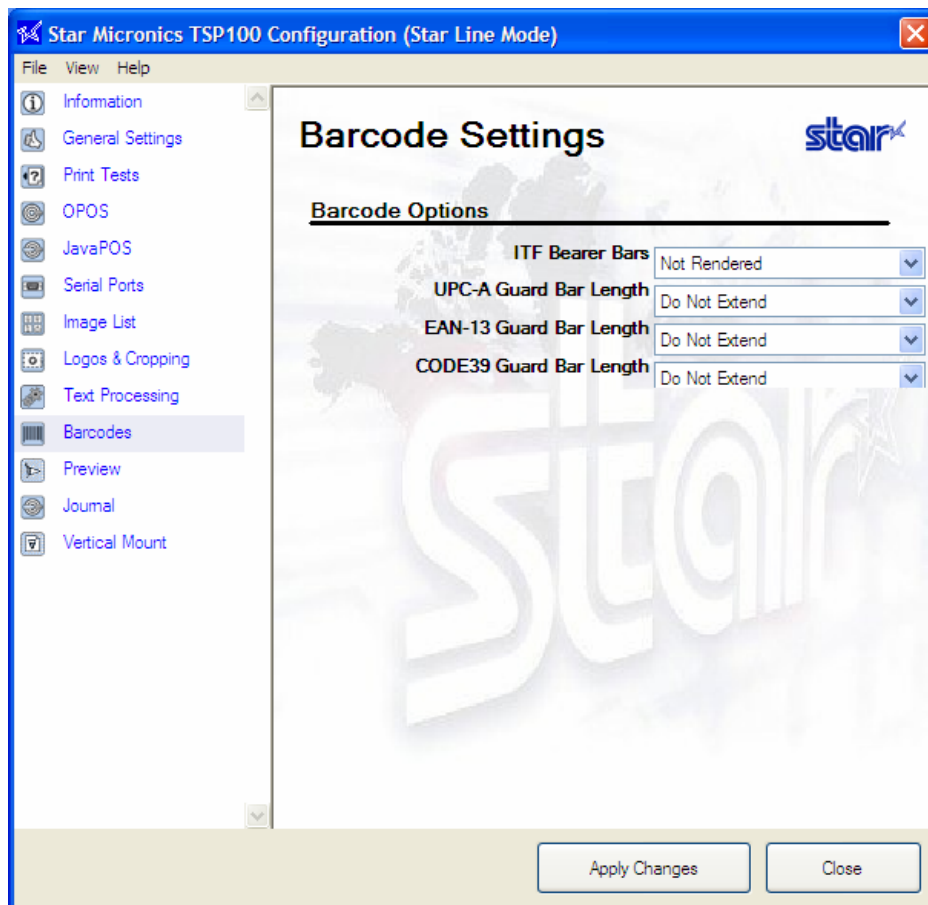 Star Micronics TSP100 Configuration (Star Line Mode)
File View Help
Information
General Settings
Print Tests
OPOS
JavaPOS
Serial Ports
Image List
Logos & Cropping
Text Processing
Barcodes
Preview
Journal
Vertical Mount
Barcode Settings
star
Barcode Options
ITF Bearer Bars Not Rendered
UPC-A Guard Bar Length Do Not Extend
EAN-13 Guard Bar Length Do Not Extend
CODE39 Guard Bar Length Do Not Extend
star
Apply Changes Close